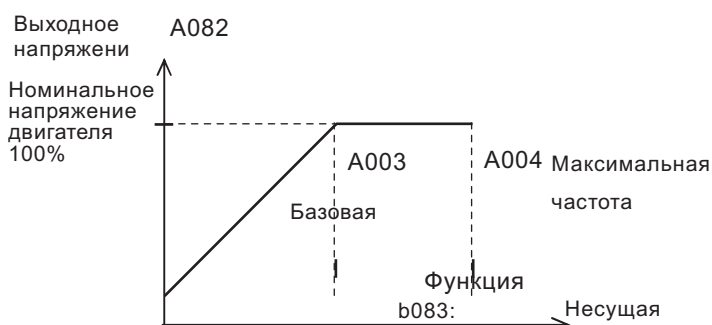 Выходное
напряжени
A082
Номинальное
напряжение
двигателя
100%
A003
A004
Максимальная
частота
Базовая
Функция
b083:
Несущая